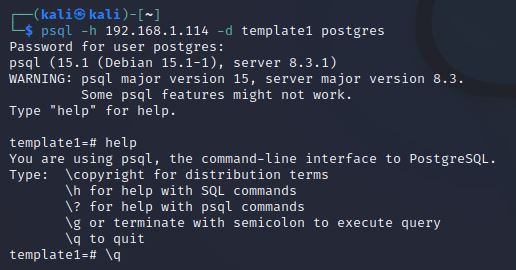 ┌──(kali㉿kali)-[~]
└─$ psql -h 192.168.1.114 -d template1 postgres
Password for user postgres:
psql (15.1 (Debian 15.1-1), server 8.3.1)
WARNING: psql major version 15, server major version 8.3.
         Some psql features might not work.
Type "help" for help.

template1=# help
You are using psql, the command-line interface to PostgreSQL.
Type:  \copyright for distribution terms
       \h for help with SQL commands
       \? for help with psql commands
       \g or terminate with semicolon to execute query
       \q to quit
template1=# \q